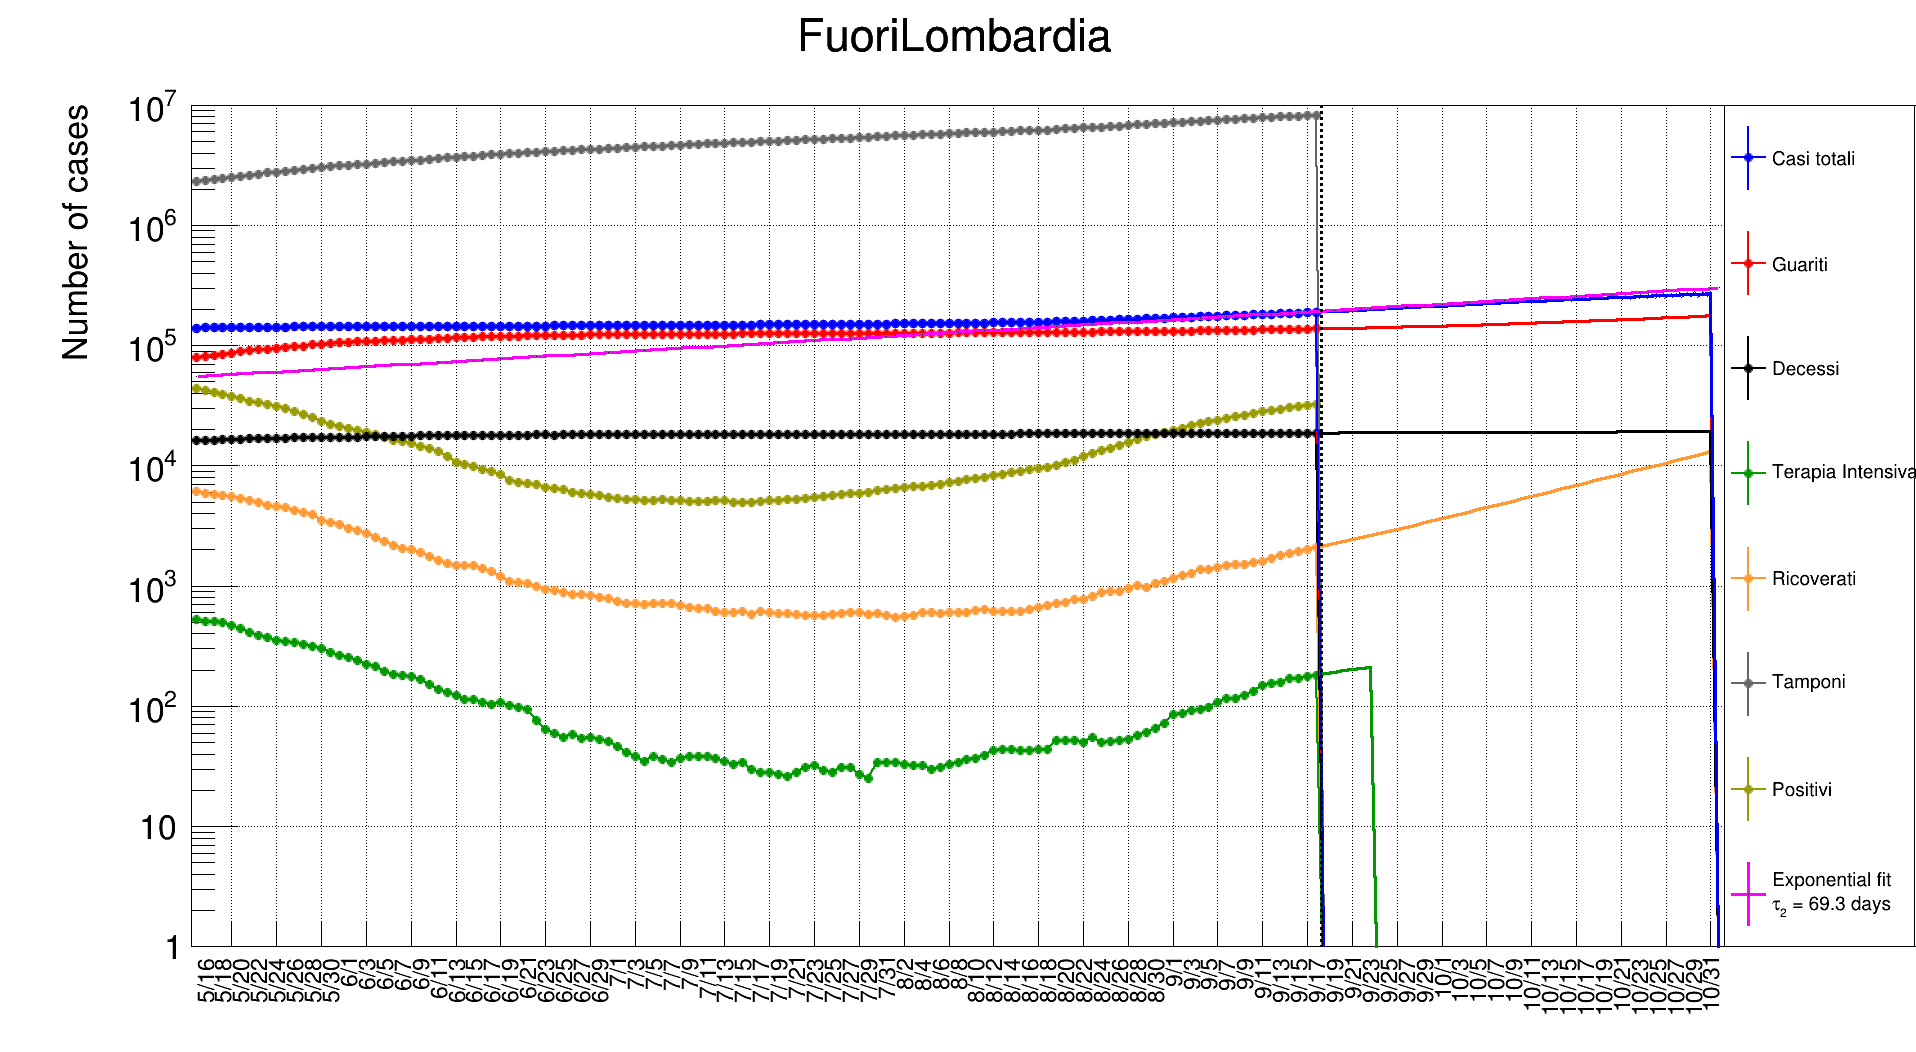 FuoriLombardia
Number of cases
10^7
10^6
10^5
10^4
10^3
10^2
10
1
5/16 5/18 5/20 5/22 5/24 5/26 5/28 5/30 6/1 6/3 6/5 6/7 6/9 6/11 6/13 6/15 6/17 6/19 6/21 6/23 6/25 6/27 6/29 7/1 7/3 7/5 7/7 7/9 7/11 7/13 7/15 7/17 7/19 7/21 7/23 7/25 7/27 7/29 7/31 8/2 8/4 8/6 8/8 8/10 8/12 8/14 8/16 8/18 8/20 8/22 8/24 8/26 8/28 8/30 9/1 9/3 9/5 9/7 9/9 9/11 9/13 9/15 9/17 9/19 9/21 9/23 9/25 9/27 9/29 10/1 10/3 10/5 10/7 10/9 10/11 10/13 10/15 10/17 10/19 10/21 10/23 10/25 10/27 10/29 10/31
Casi totali
Guariti
Decessi
Terapia Intensiva
Ricoverati
Tamponi
Positivi
Exponential fit
τ₂ = 69.3 days